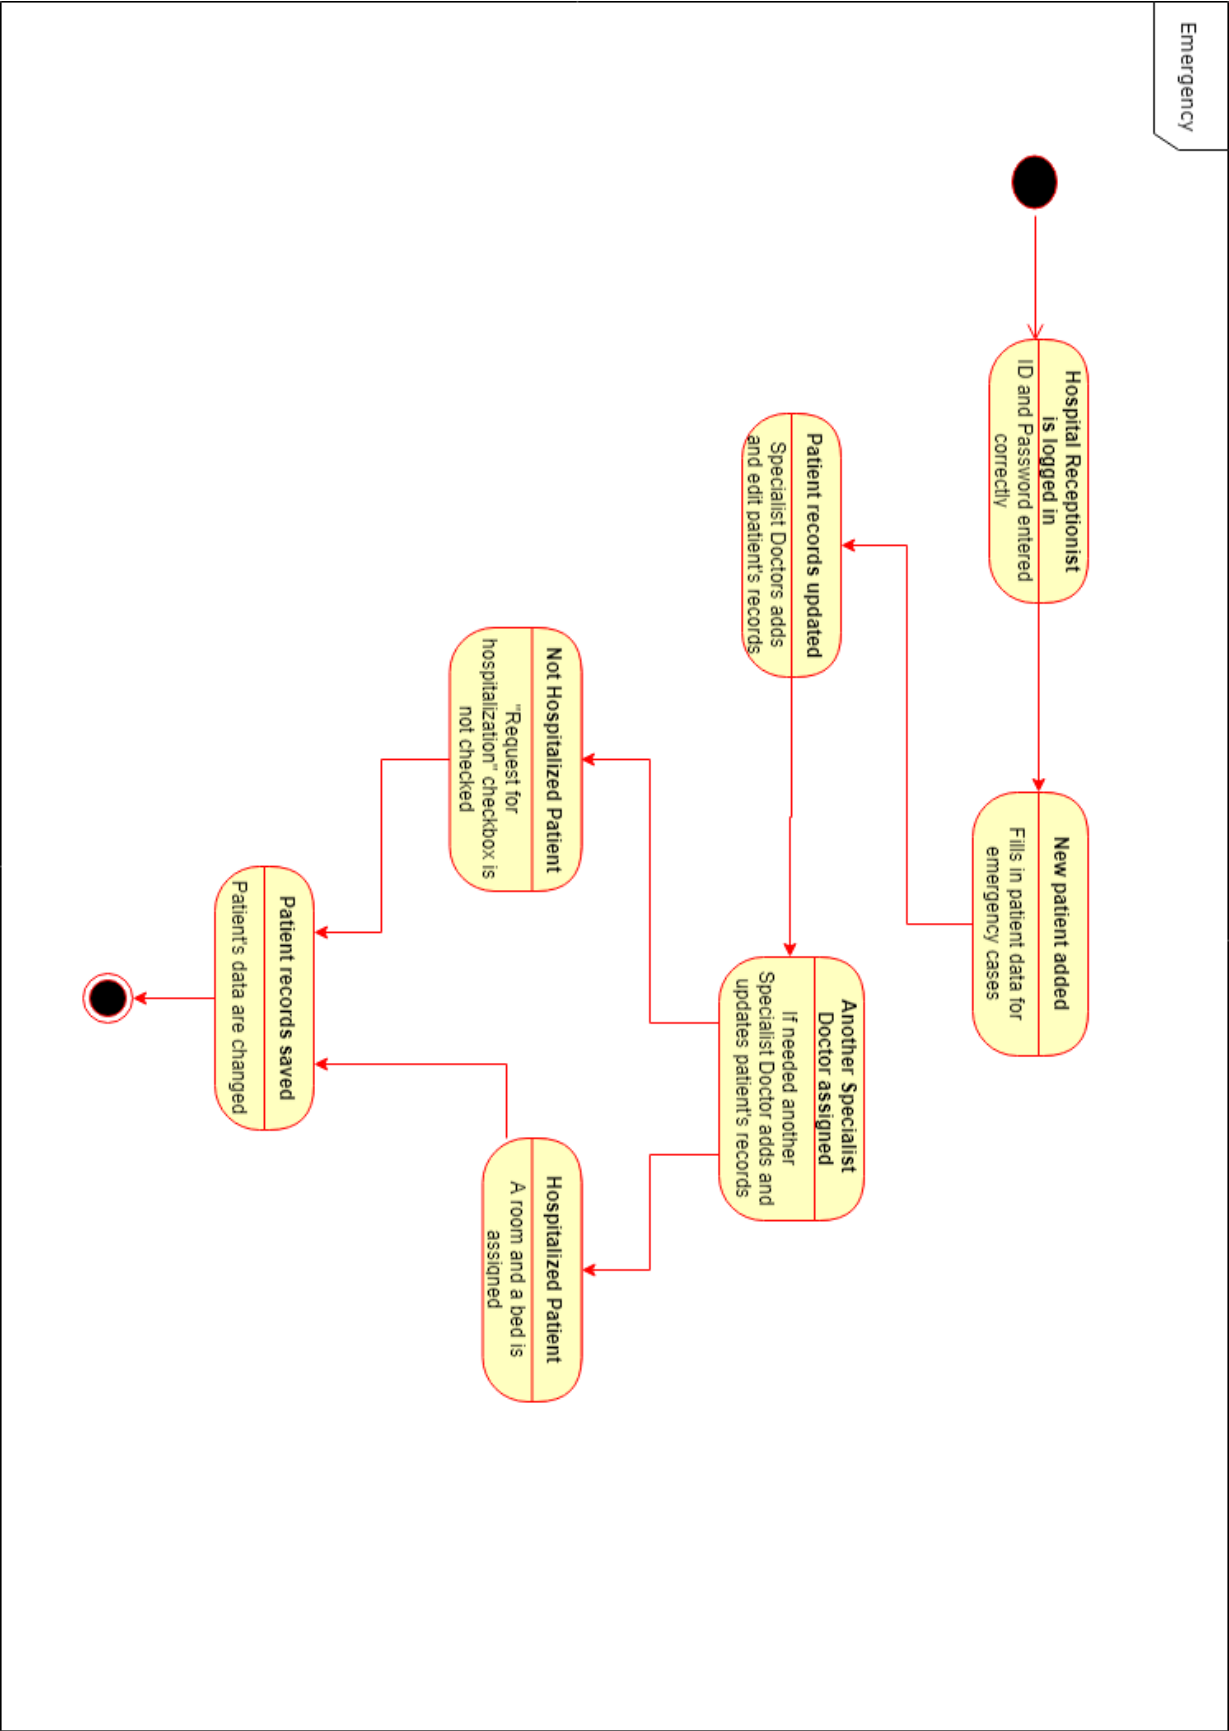 Emergency
Hospital Receptionist
is logged in
ID and Password entered
correctly
New patient added
Fills in patient data for
emergency cases
Patient records updated
Specialist Doctors adds
and edit patient's records
Another Specialist
Doctor assigned
If needed another
Specialist Doctor adds and
updates patient's records
Not Hospitalized Patient
"Request for
hospitalization" checkbox is
not checked
Hospitalized Patient
A room and a bed is
assigned
Patient records saved
Patient's data are changed